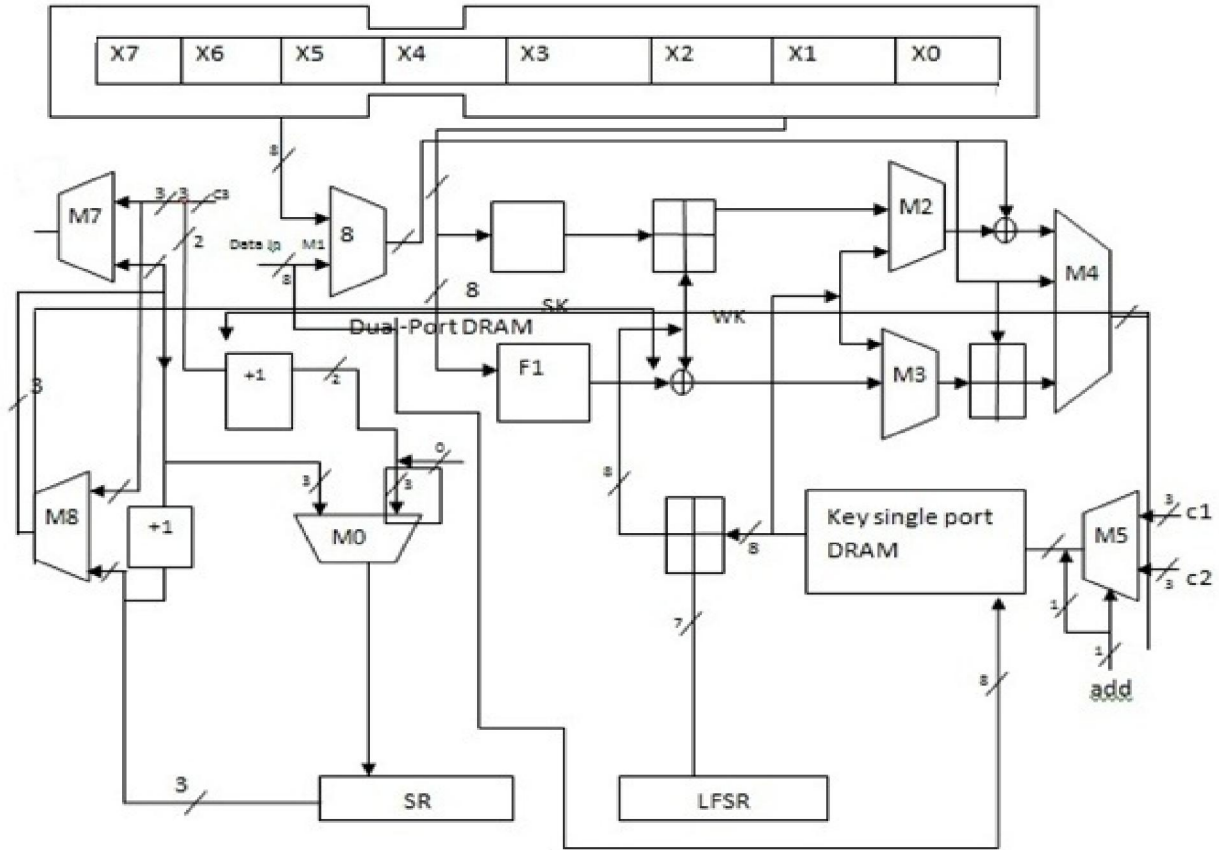 X7 X6 X5 X4 X3 X2 X1 X0
8
M7
3 3 C3
2
8
M2
Data ip M1
8
M4
8
SK
WK
Dual-Port DRAM
+1
2
F1
M3
3
0
3 3
M8
+1
M0
8
8
Key single port
DRAM
M5
3 c1
3 c2
1
7
1
8
add
3
SR
LFSR